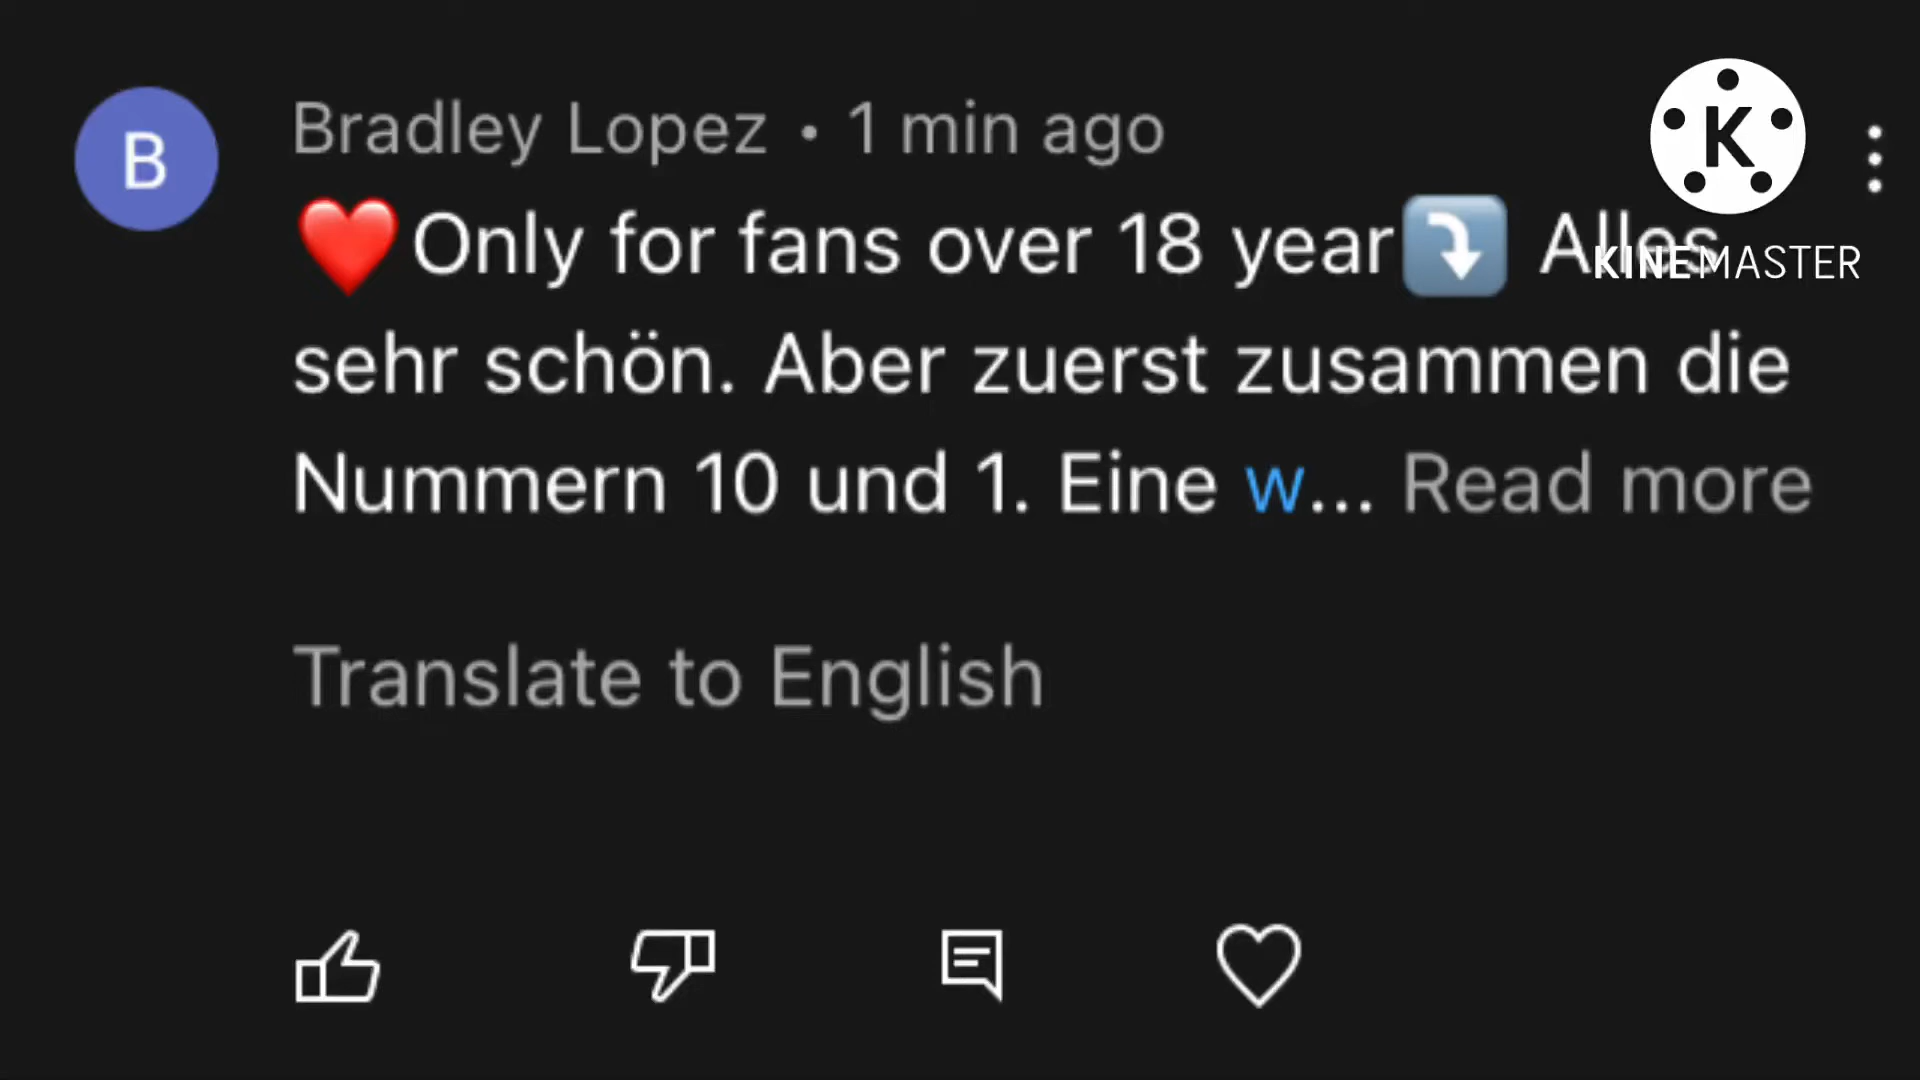 B
Bradley Lopez • 1 min ago
K
❤️Only for fans over 18 year⤵️ Alles
KINEMASTER
sehr schön. Aber zuerst zusammen die
Nummern 10 und 1. Eine w... Read more
Translate to English